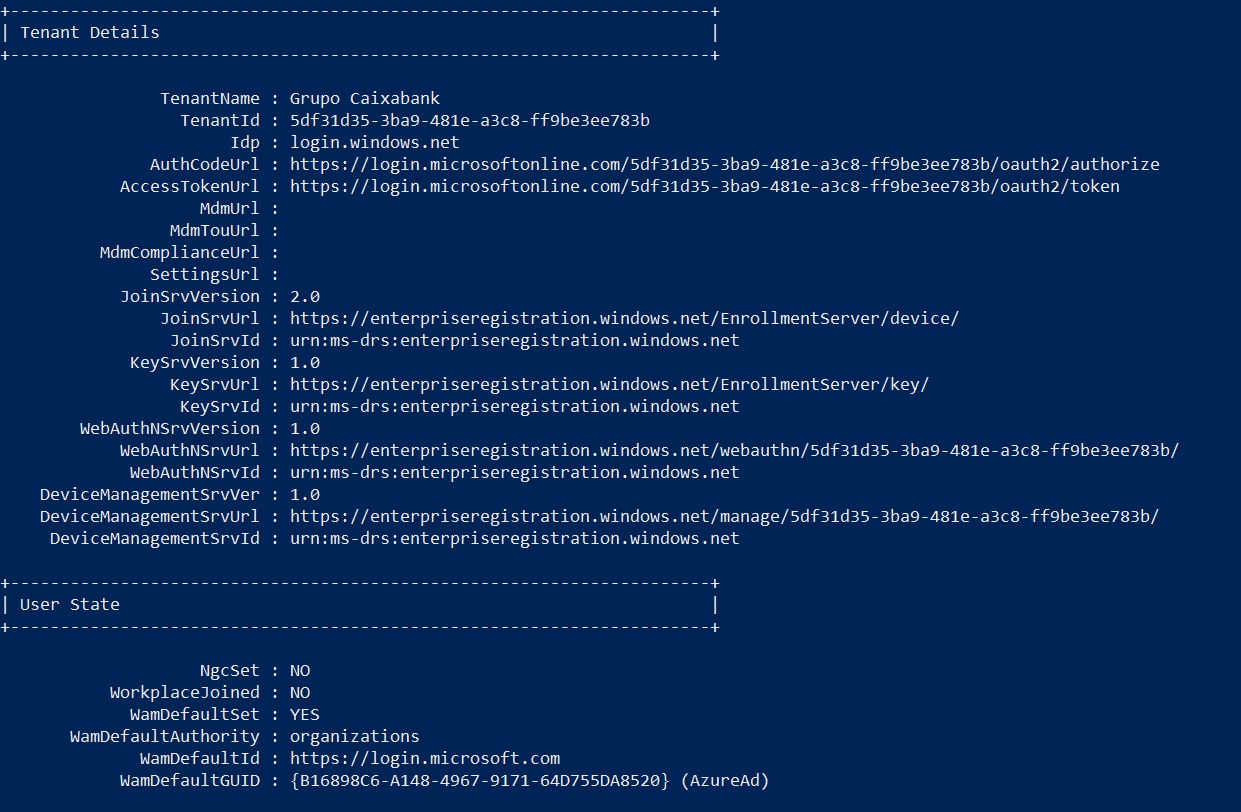 +----------------------------------------------------------------------+
| Tenant Details                                                       |
+----------------------------------------------------------------------+
TenantName : Grupo Caixabank
TenantId : 5df31d35-3ba9-481e-a3c8-ff9be3ee783b
Idp : login.windows.net
AuthCodeUrl : https://login.microsoftonline.com/5df31d35-3ba9-481e-a3c8-ff9be3ee783b/oauth2/authorize
AccessTokenUrl : https://login.microsoftonline.com/5df31d35-3ba9-481e-a3c8-ff9be3ee783b/oauth2/token
MdmUrl :
MdmTouUrl :
MdmComplianceUrl :
SettingsUrl :
JoinSrvVersion : 2.0
JoinSrvUrl : https://enterpriseregistration.windows.net/EnrollmentServer/device/
JoinSrvId : urn:ms-drs:enterpriseregistration.windows.net
KeySrvVersion : 1.0
KeySrvUrl : https://enterpriseregistration.windows.net/EnrollmentServer/key/
KeySrvId : urn:ms-drs:enterpriseregistration.windows.net
WebAuthNSrvVersion : 1.0
WebAuthNSrvUrl : https://enterpriseregistration.windows.net/webauthn/5df31d35-3ba9-481e-a3c8-ff9be3ee783b/
WebAuthNSrvId : urn:ms-drs:enterpriseregistration.windows.net
DeviceManagementSrvVer : 1.0
DeviceManagementSrvUrl : https://enterpriseregistration.windows.net/manage/5df31d35-3ba9-481e-a3c8-ff9be3ee783b/
DeviceManagementSrvId : urn:ms-drs:enterpriseregistration.windows.net
+----------------------------------------------------------------------+
| User State                                                           |
+----------------------------------------------------------------------+
NgcSet : NO
WorkplaceJoined : NO
WamDefaultSet : YES
WamDefaultAuthority : organizations
WamDefaultId : https://login.microsoft.com
WamDefaultGUID : {B16898C6-A148-4967-9171-64D755DA8520} (AzureAd)